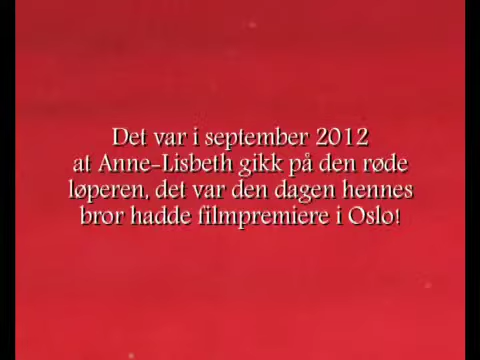 Det var i september 2012
at Anne-Lisbeth gikk på den røde
løperen, det var den dagen hennes
bror hadde filmpremiere i Oslo!